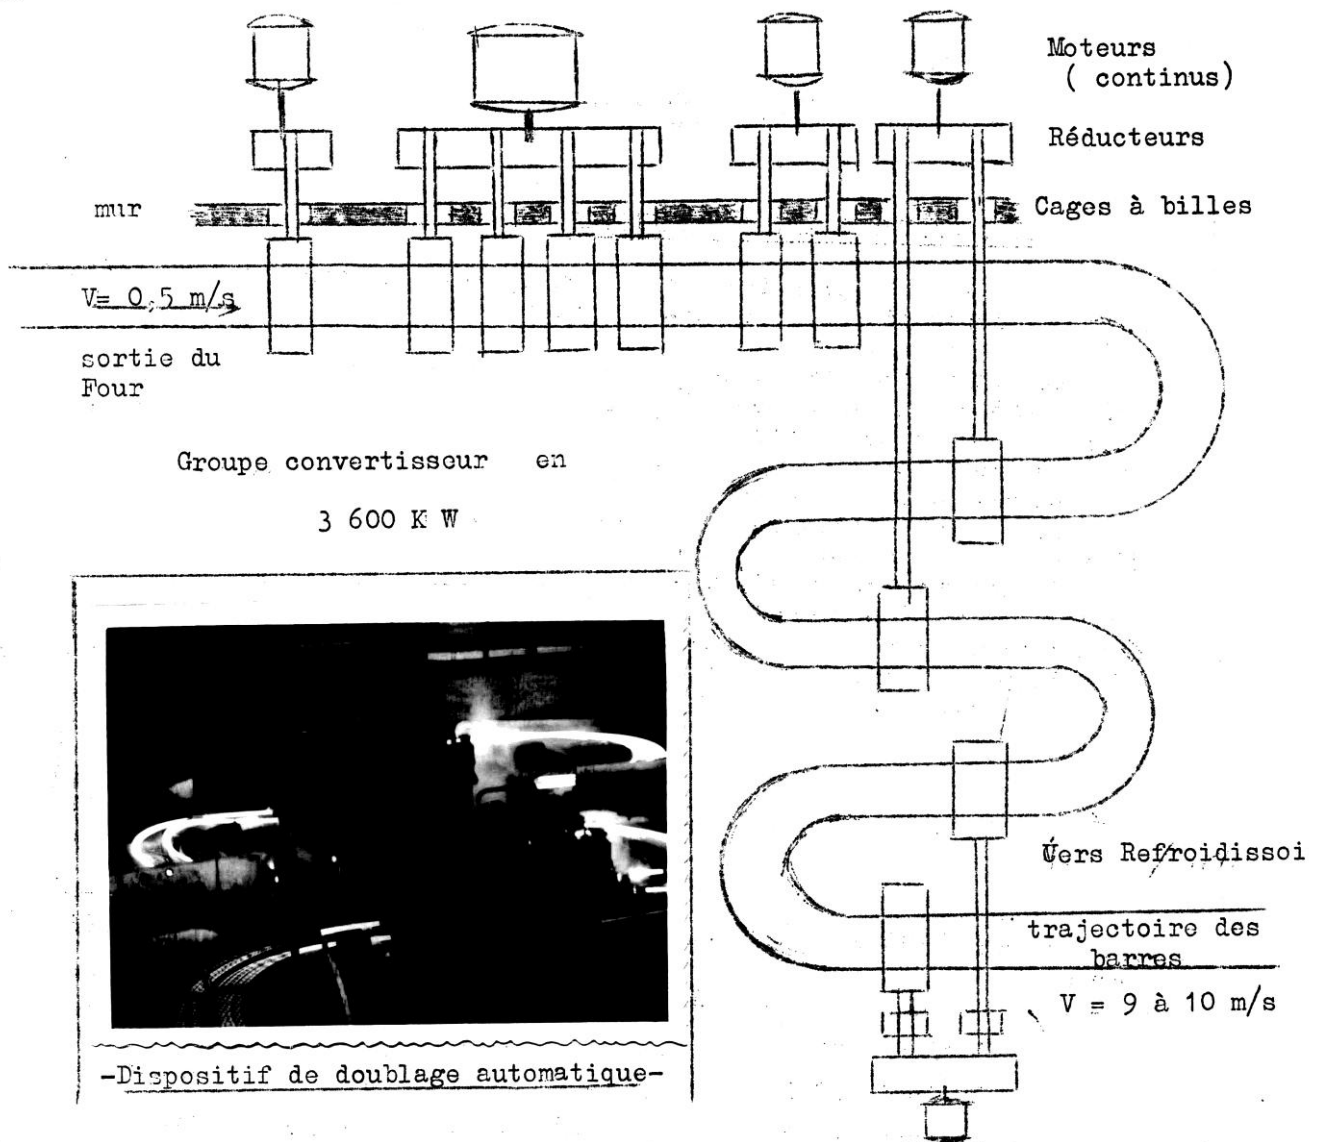 Moteurs
( continus)
Réducteurs
mur
Cages à billes
V= 0,5 m/s
sortie du
Four
Groupe convertisseur en
3 600 K W
Vers Refroidissoi
trajectoire des
barres
V = 9 à 10 m/s
-Dispositif de doublage automatique-